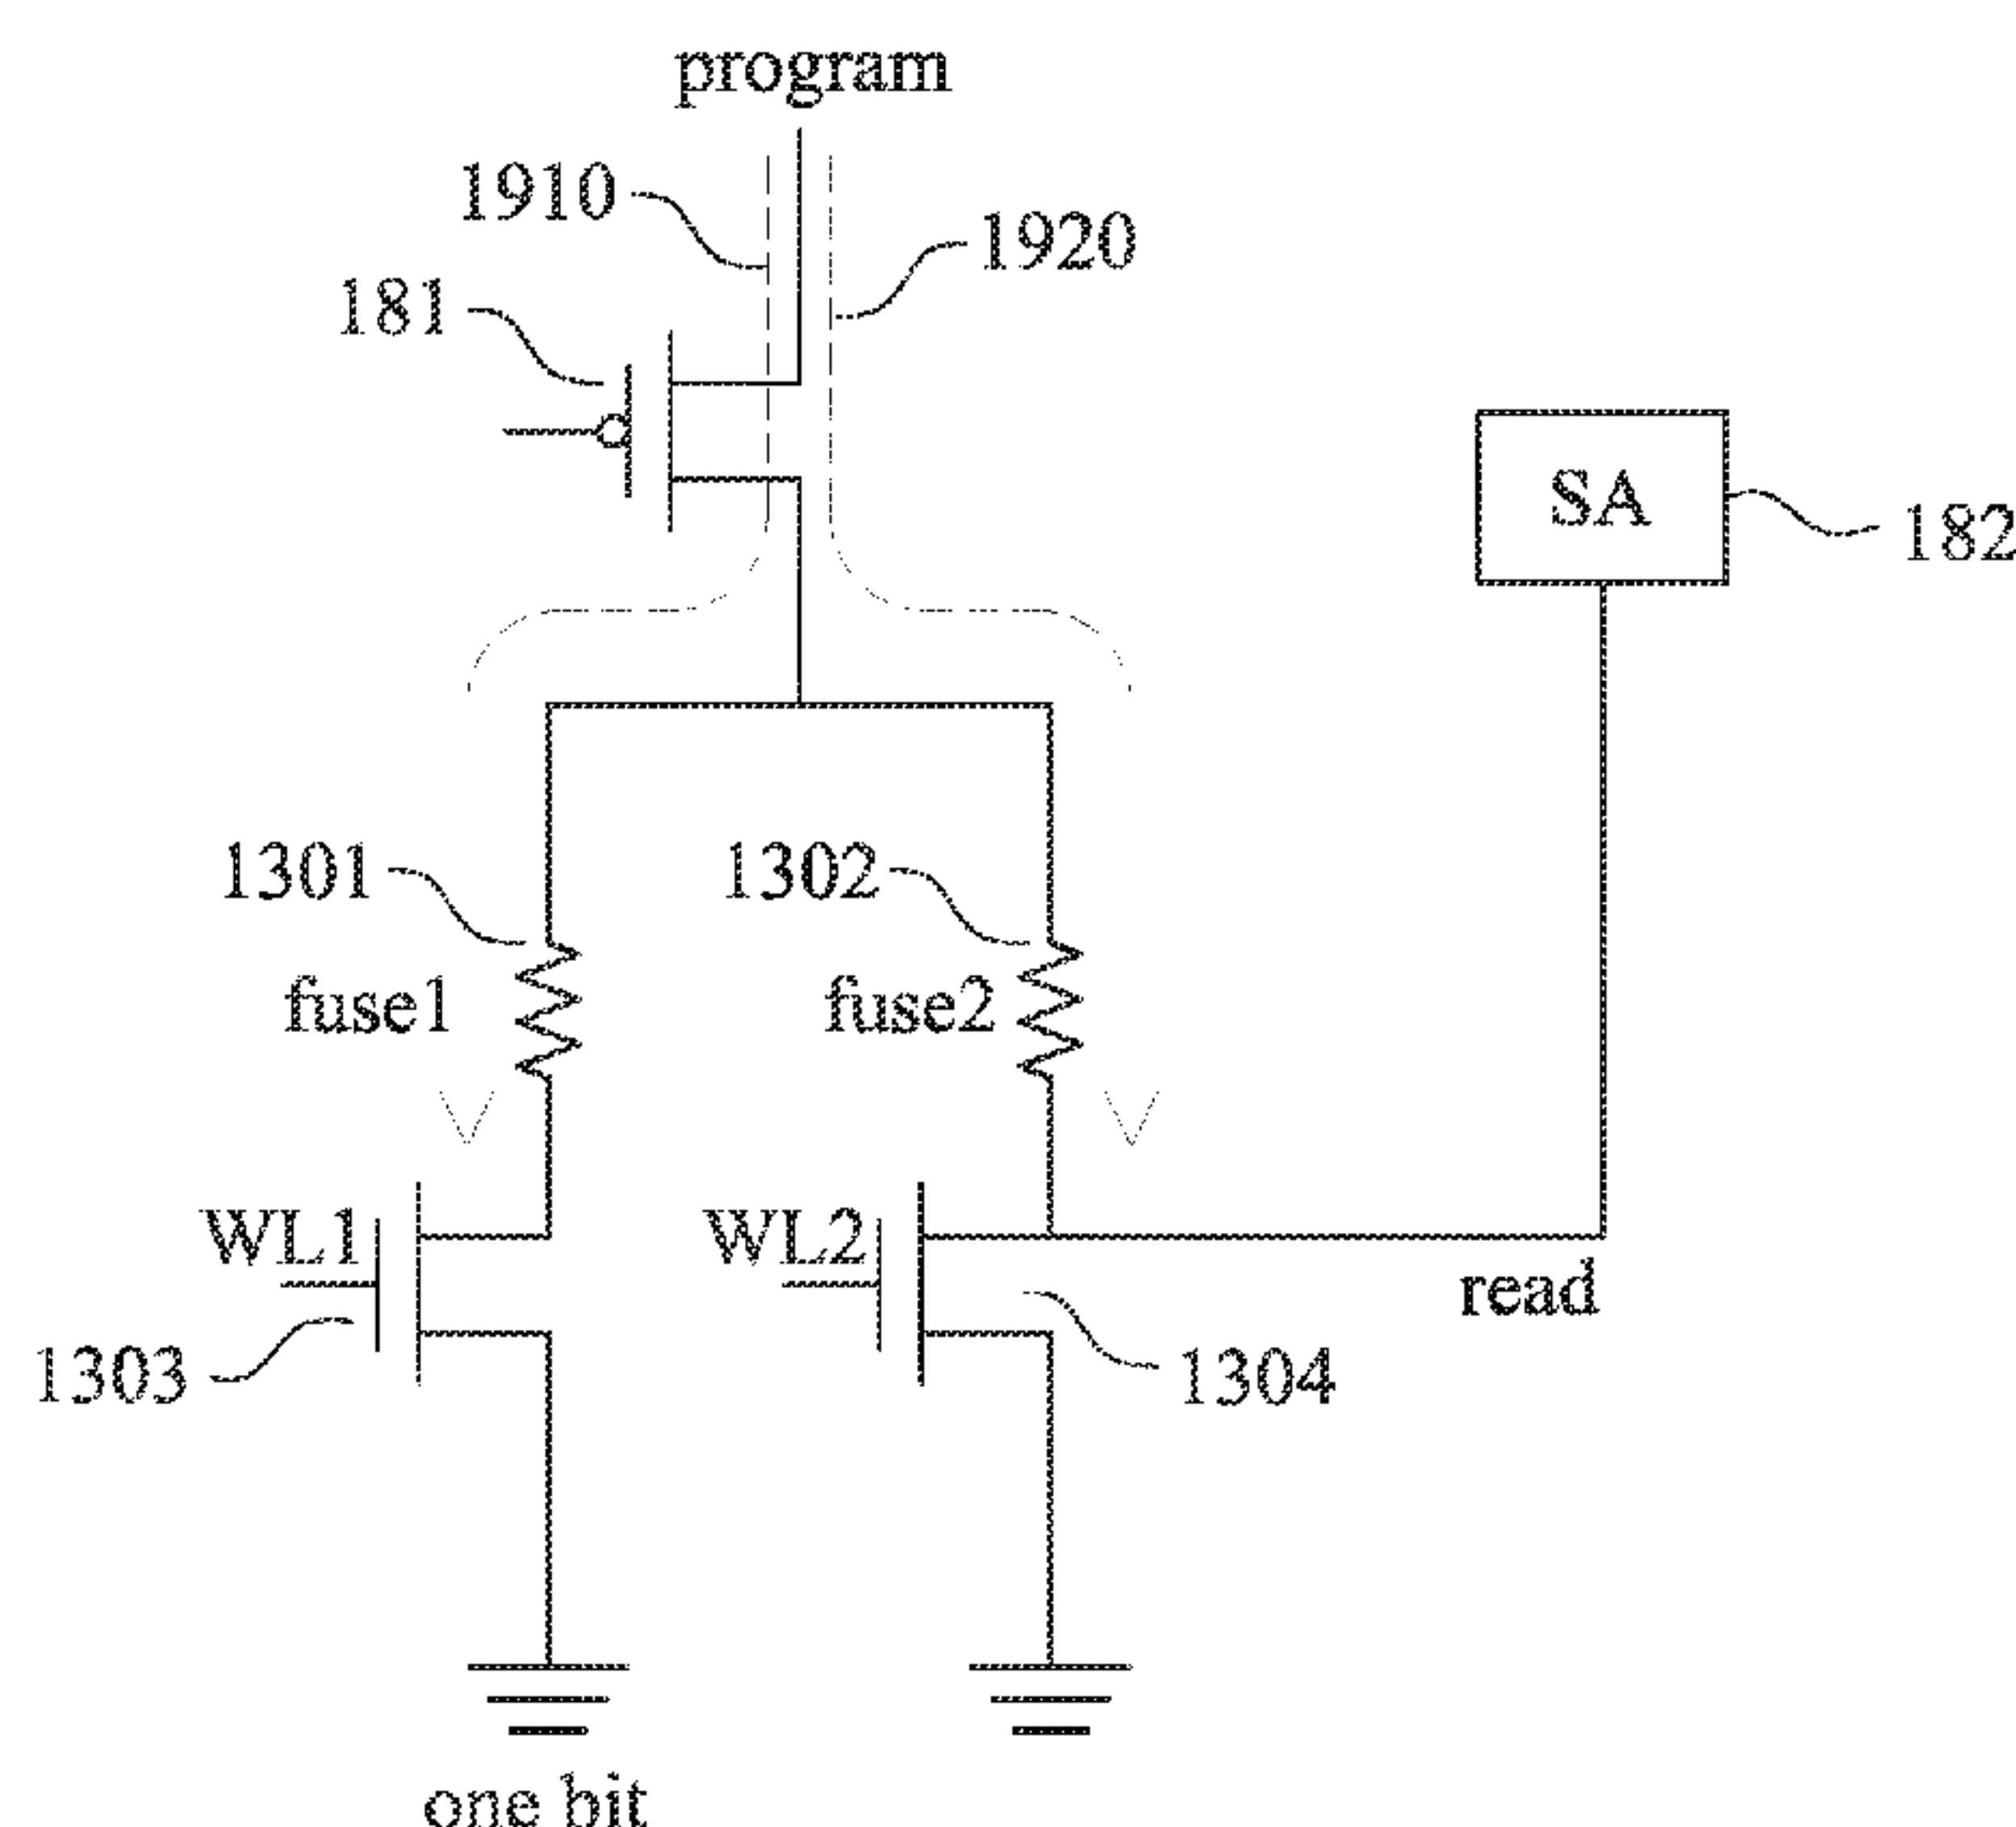 program
1910
1920
181
SA
182
1301
1302
fuse1
fuse2
WL1
WL2
read
1303
1304
one bit